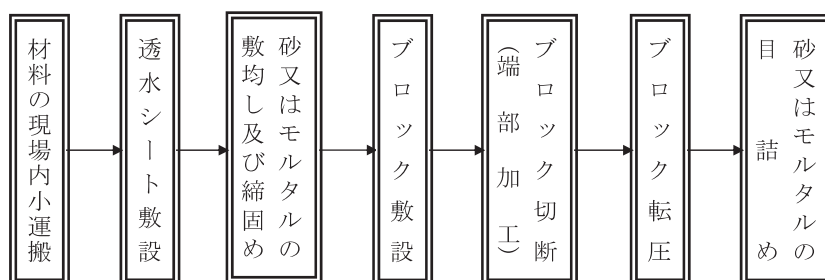 材料の現場内小運搬
透水シート敷設
砂又はモルタルの
敷均し及び締固め
ブロック敷設
ブロック切断
(端部加工)
ブロック転圧
砂又はモルタルの
目詰め